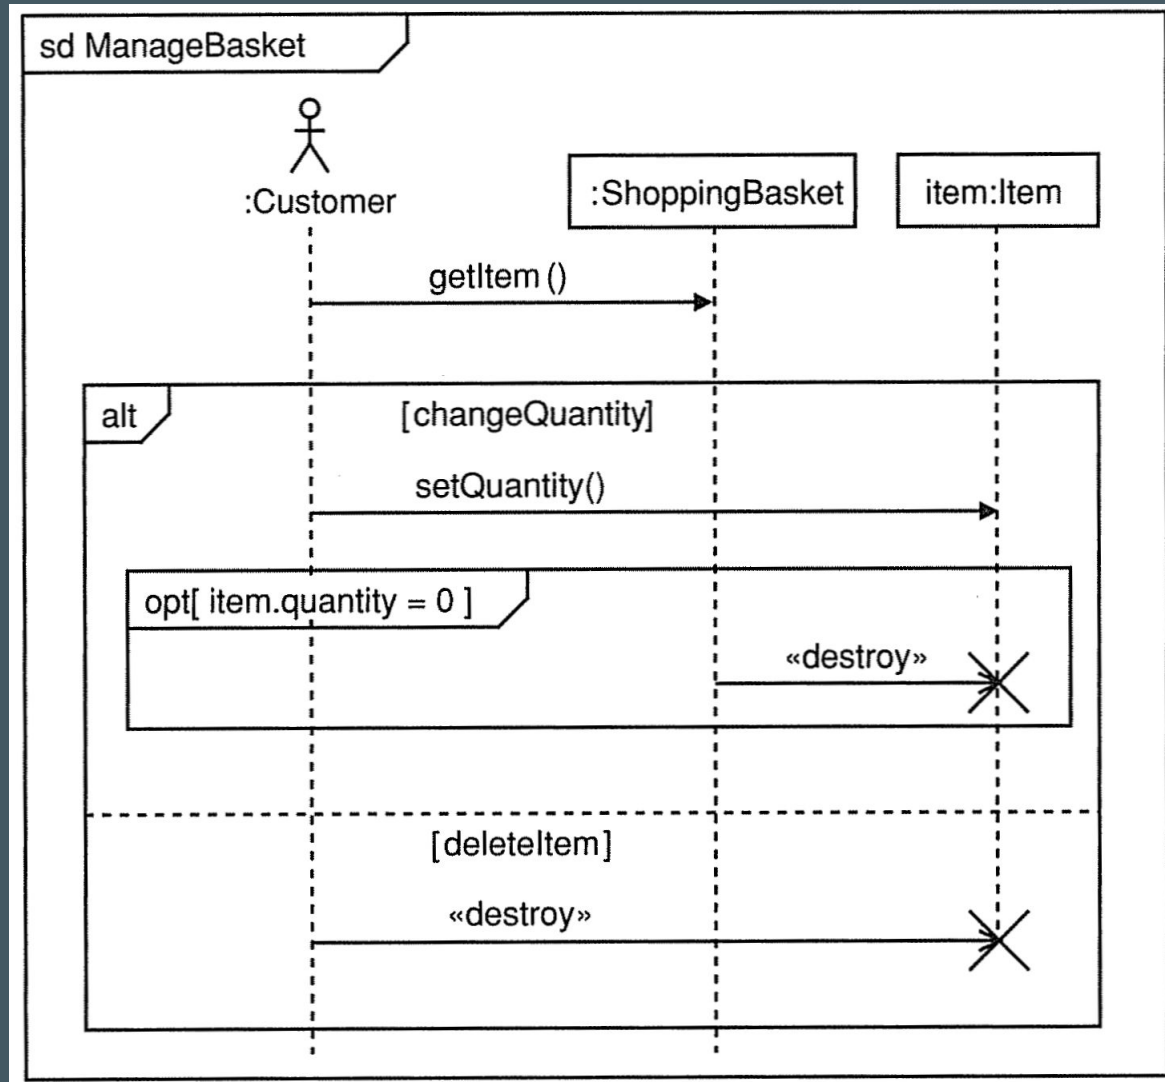 sd ManageBasket
:Customer
:ShoppingBasket
item:Item
getItem ()
alt
[changeQuantity]
setQuantity()
opt[ item.quantity = 0 ]
«destroy»
[deleteItem]
«destroy»